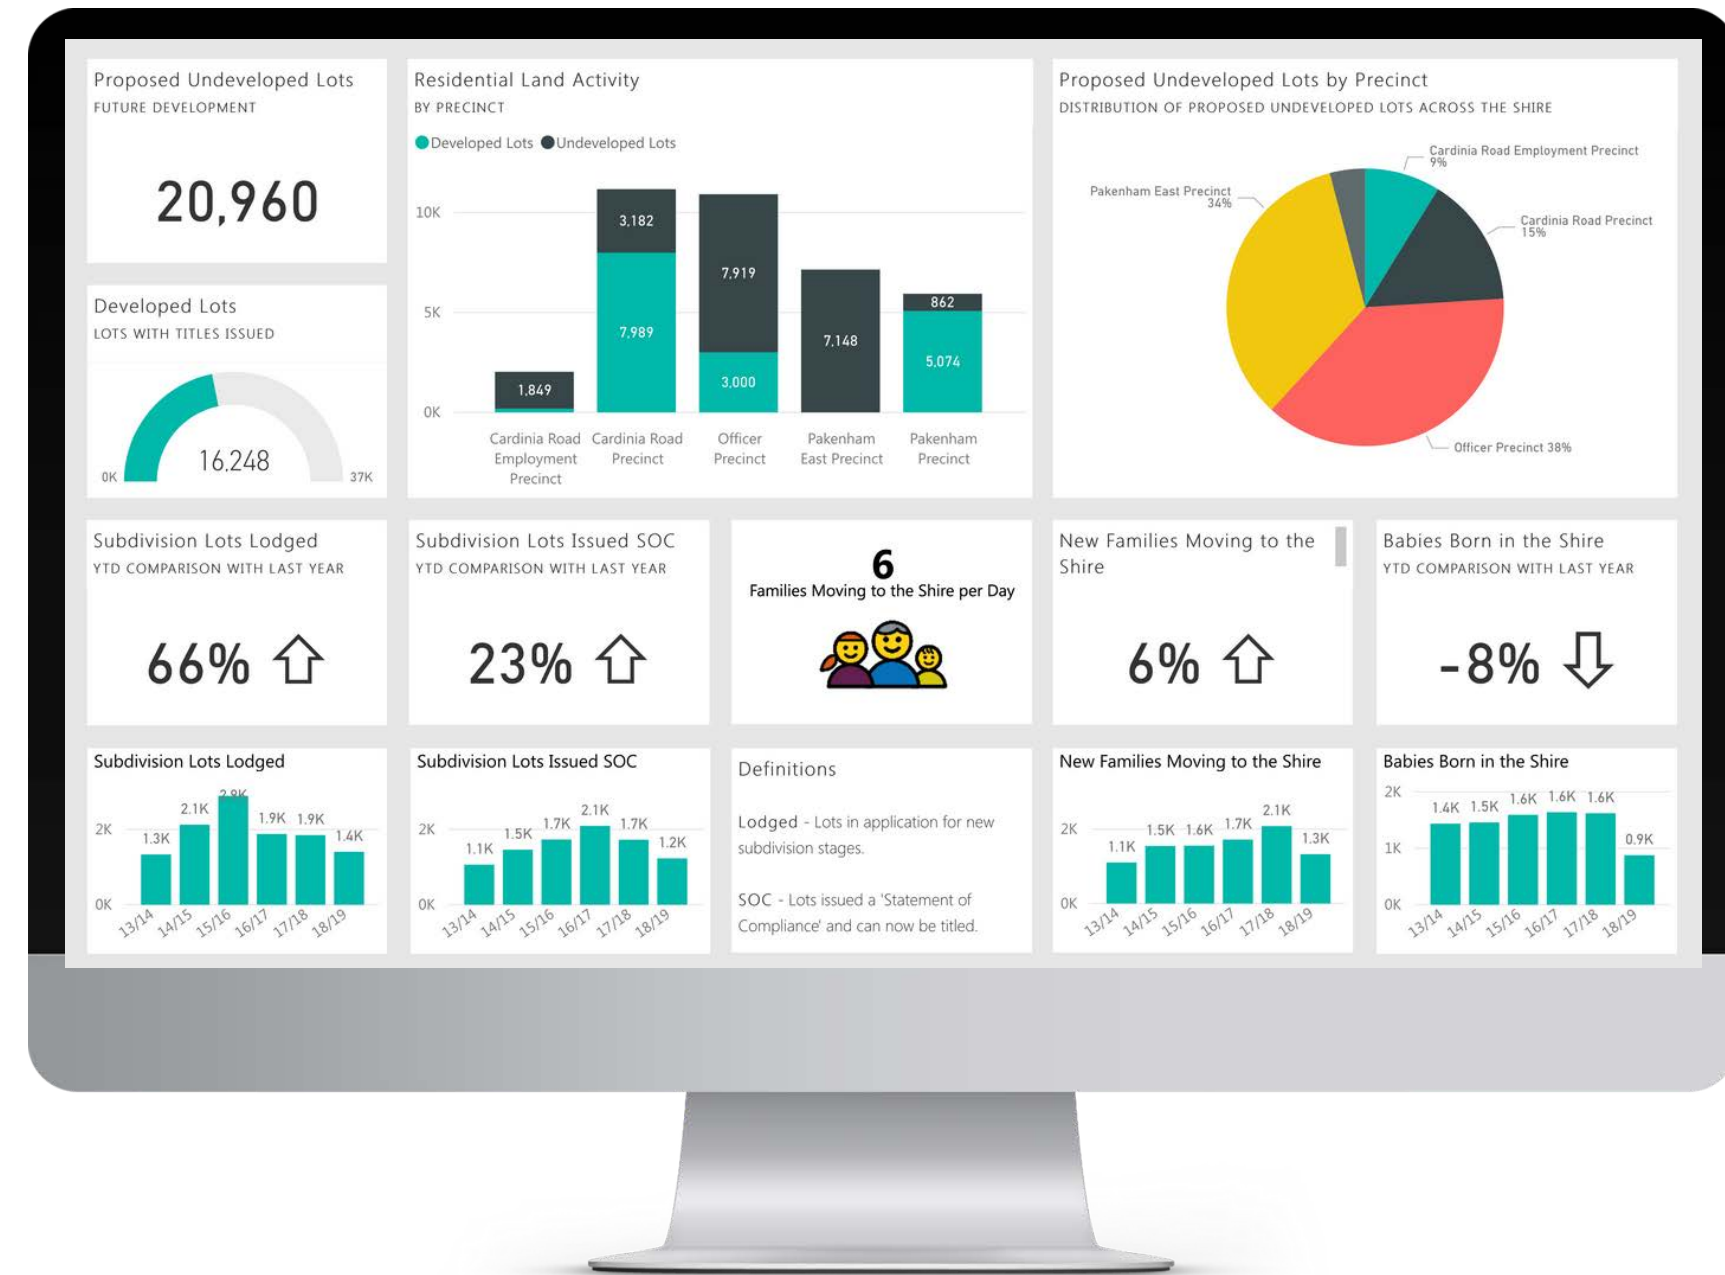 Proposed Undeveloped Lots
FUTURE DEVELOPMENT
20,960
Developed Lots
LOTS WITH TITLES ISSUED
16,248
0K
37K
Residential Land Activity
BY PRECINCT
Developed Lots Undeveloped Lots
10K
5K
0K
1,849
3,182
7,989
7,919
3,000
7,148
862
5,074
Cardinia Road
Employment
Precinct
Cardinia Road
Precinct
Officer
Precinct
Pakenham
East Precinct
Pakenham
Precinct
Proposed Undeveloped Lots by Precinct
DISTRIBUTION OF PROPOSED UNDEVELOPED LOTS ACROSS THE SHIRE
Cardinia Road Employment Precinct
9%
Pakenham East Precinct
34%
Cardinia Road Precinct
15%
Officer Precinct 38%
Subdivision Lots Lodged
YTD COMPARISON WITH LAST YEAR
66%
Subdivision Lots Issued SOC
YTD COMPARISON WITH LAST YEAR
23%
6
Families Moving to the Shire per Day
New Families Moving to the
Shire
6%
Babies Born in the Shire
YTD COMPARISON WITH LAST YEAR
-8%
Subdivision Lots Lodged
2K
0K
1.3K
2.1K
2.9K
1.9K
1.9K
1.4K
13/14
14/15
15/16
16/17
17/18
18/19
Subdivision Lots Issued SOC
2K
0K
1.1K
1.5K
1.7K
2.1K
1.7K
1.2K
13/14
14/15
15/16
16/17
17/18
18/19
Definitions
Lodged - Lots in application for new
subdivision stages.
SOC - Lots issued a 'Statement of
Compliance' and can now be titled.
New Families Moving to the Shire
2K
0K
1.1K
1.5K
1.6K
1.7K
2.1K
1.3K
13/14
14/15
15/16
16/17
17/18
18/19
Babies Born in the Shire
2K
1K
0K
1.4K
1.5K
1.6K
1.6K
1.6K
0.9K
13/14
14/15
15/16
16/17
17/18
18/19